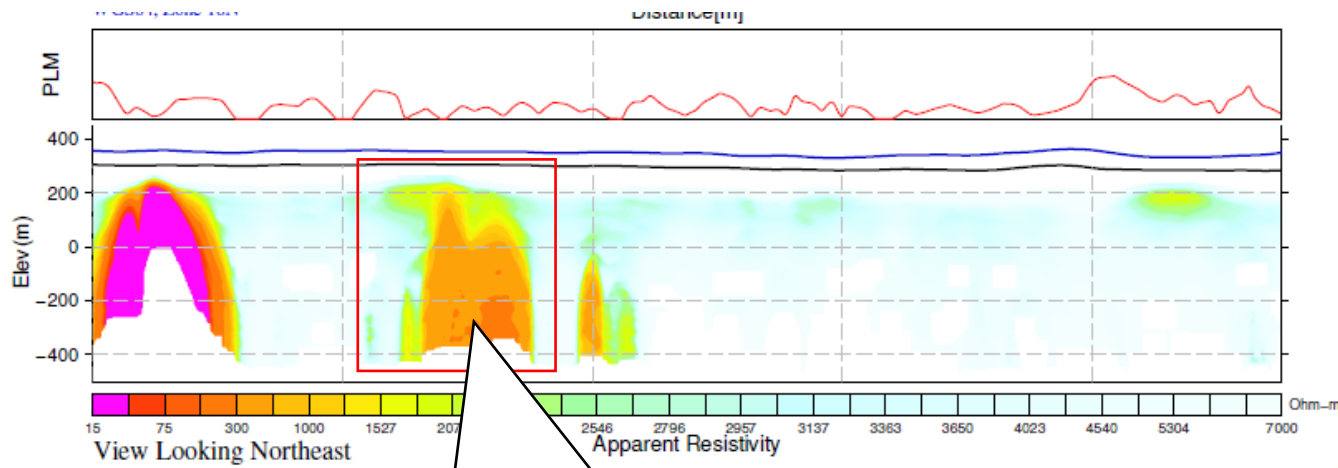 Distance[m]
PLM
400
200
0
−200
−400
Elev (m)
Ohm-m
15 75 300 1000 1527 2546 2796 2957 3137 3363 3650 4023 4540 5304 7000
View Looking Northeast
Apparent Resistivity